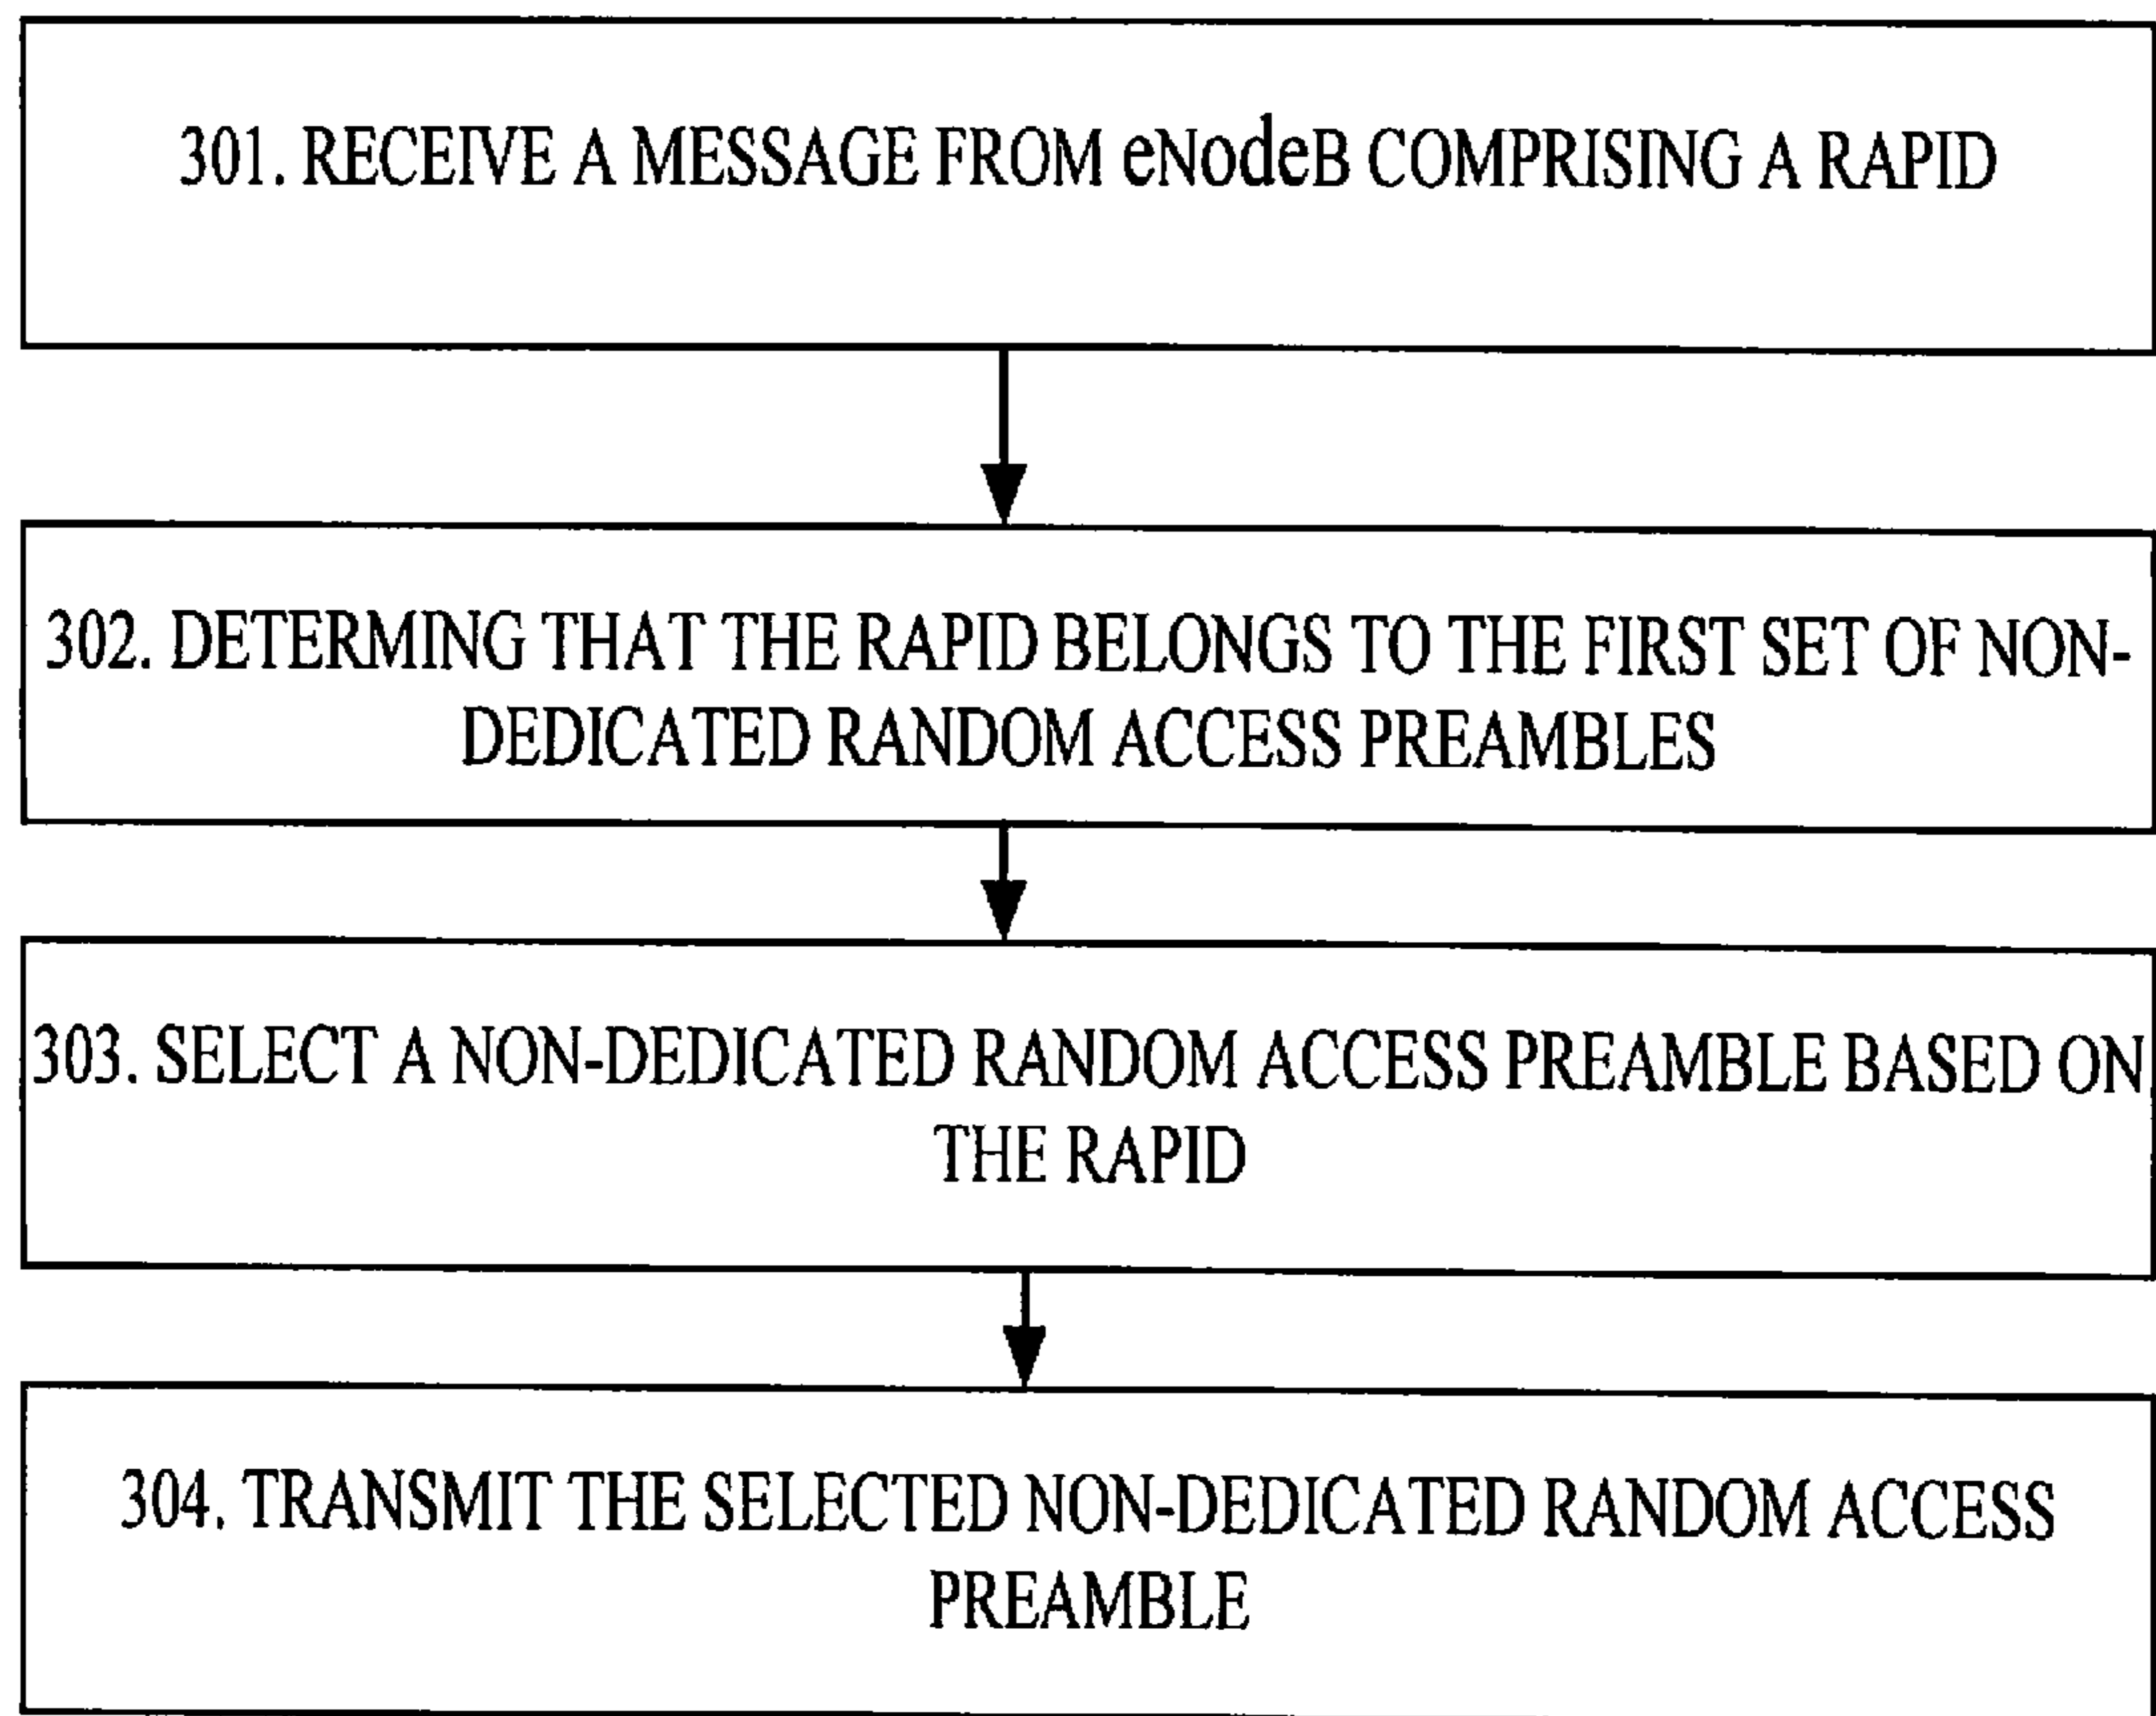 301. RECEIVE A MESSAGE FROM eNodeB COMPRISING A RAPID
302. DETERMING THAT THE RAPID BELONGS TO THE FIRST SET OF NON-
DEDICATED RANDOM ACCESS PREAMBLES
303. SELECT A NON-DEDICATED RANDOM ACCESS PREAMBLE BASED ON
THE RAPID
304. TRANSMIT THE SELECTED NON-DEDICATED RANDOM ACCESS
PREAMBLE